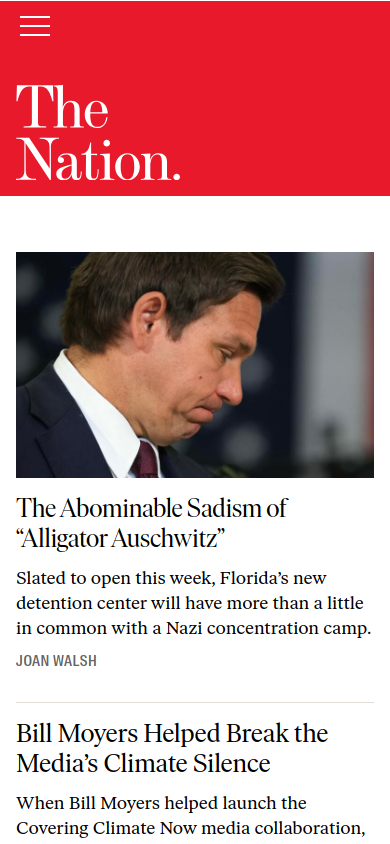 The
Nation.
The Abominable Sadism of
“Alligator Auschwitz”
Slated to open this week, Florida’s new
detention center will have more than a little
in common with a Nazi concentration camp.
JOAN WALSH
Bill Moyers Helped Break the
Media’s Climate Silence
When Bill Moyers helped launch the
Covering Climate Now media collaboration,